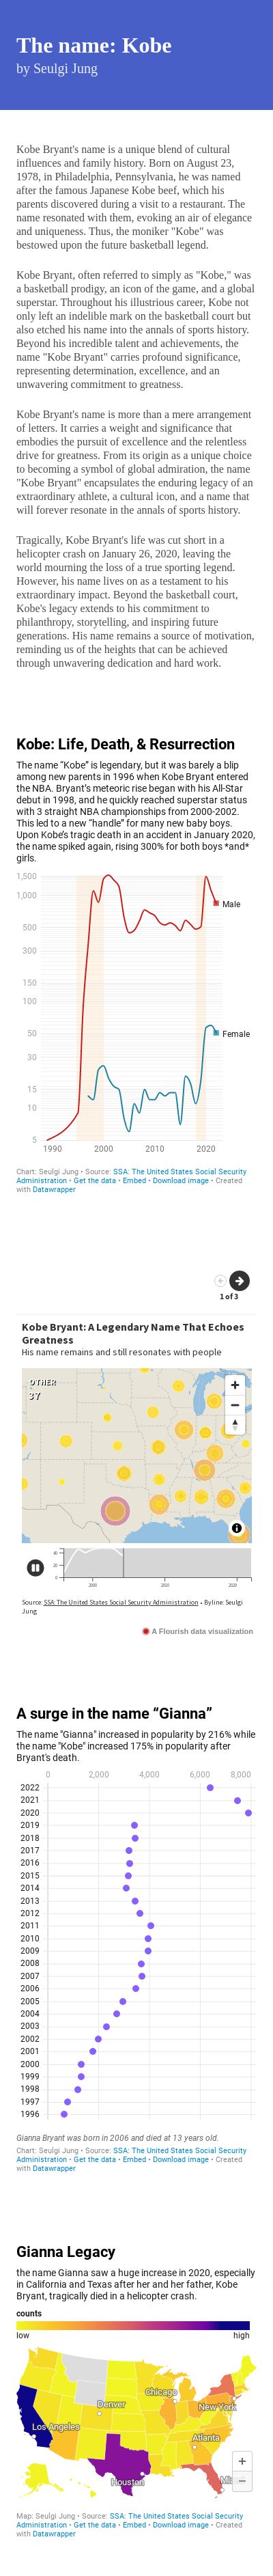 The name: Kobe
by Seulgi Jung
Kobe Bryant's name is a unique blend of cultural
influences and family history. Born on August 23,
1978, in Philadelphia, Pennsylvania, he was named
after the famous Japanese Kobe beef, which his
parents discovered during a visit to a restaurant. The
name resonated with them, evoking an air of elegance
and uniqueness. Thus, the moniker "Kobe" was
bestowed upon the future basketball legend.
Kobe Bryant, often referred to simply as "Kobe," was
a basketball prodigy, an icon of the game, and a global
superstar. Throughout his illustrious career, Kobe not
only left an indelible mark on the basketball court but
also etched his name into the annals of sports history.
Beyond his incredible talent and achievements, the
name "Kobe Bryant" carries profound significance,
representing determination, excellence, and an
unwavering commitment to greatness.
Kobe Bryant's name is more than a mere arrangement
of letters. It carries a weight and significance that
embodies the pursuit of excellence and the relentless
drive for greatness. From its origin as a unique choice
to becoming a symbol of global admiration, the name
"Kobe Bryant" encapsulates the enduring legacy of an
extraordinary athlete, a cultural icon, and a name that
will forever resonate in the annals of sports history.
Tragically, Kobe Bryant's life was cut short in a
helicopter crash on January 26, 2020, leaving the
world mourning the loss of a true sporting legend.
However, his name lives on as a testament to his
extraordinary impact. Beyond the basketball court,
Kobe's legacy extends to his commitment to
philanthropy, storytelling, and inspiring future
generations. His name remains a source of motivation,
reminding us of the heights that can be achieved
through unwavering dedication and hard work.
Kobe: Life, Death, & Resurrection
The name “Kobe” is legendary, but it was barely a blip
among new parents in 1996 when Kobe Bryant entered
the NBA. Bryant’s meteoric rise began with his All-Star
debut in 1998, and he quickly reached superstar status
with 3 straight NBA championships from 2000-2002.
This led to a new “handle” for many new baby boys.
Upon Kobe’s tragic death in an accident in January 2020,
the name spiked again, rising 300% for both boys *and*
girls.
1,500
1,000
500
300
150
100
50
30
15
10
5
Male
Female
1990 2000 2010 2020
Chart: Seulgi Jung • Source: SSA: The United States Social Security
Administration • Get the data • Embed • Download image • Created
with Datawrapper
1 of 3
Kobe Bryant: A Legendary Name That Echoes
Greatness
His name remains and still resonates with people
OTHER
37
40
20
0
2000 2010 2020
Source: SSA: The United States Social Security Administration • Byline: Seulgi
Jung
A Flourish data visualization
A surge in the name “Gianna”
The name "Gianna" increased in popularity by 216% while
the name "Kobe" increased 175% in popularity after
Bryant's death.
0 2,000 4,000 6,000 8,000
2022
2021
2020
2019
2018
2017
2016
2015
2014
2013
2012
2011
2010
2009
2008
2007
2006
2005
2004
2003
2002
2001
2000
1999
1998
1997
1996
Gianna Bryant was born in 2006 and died at 13 years old.
Chart: Seulgi Jung • Source: SSA: The United States Social Security
Administration • Get the data • Embed • Download image • Created
with Datawrapper
Gianna Legacy
the name Gianna saw a huge increase in 2020, especially
in California and Texas after her and her father, Kobe
Bryant, tragically died in a helicopter crash.
counts
low high
Chicago
Denver
New York
Los Angeles
Atlanta
Houston
Map: Seulgi Jung • Source: SSA: The United States Social Security
Administration • Get the data • Embed • Download image • Created
with Datawrapper